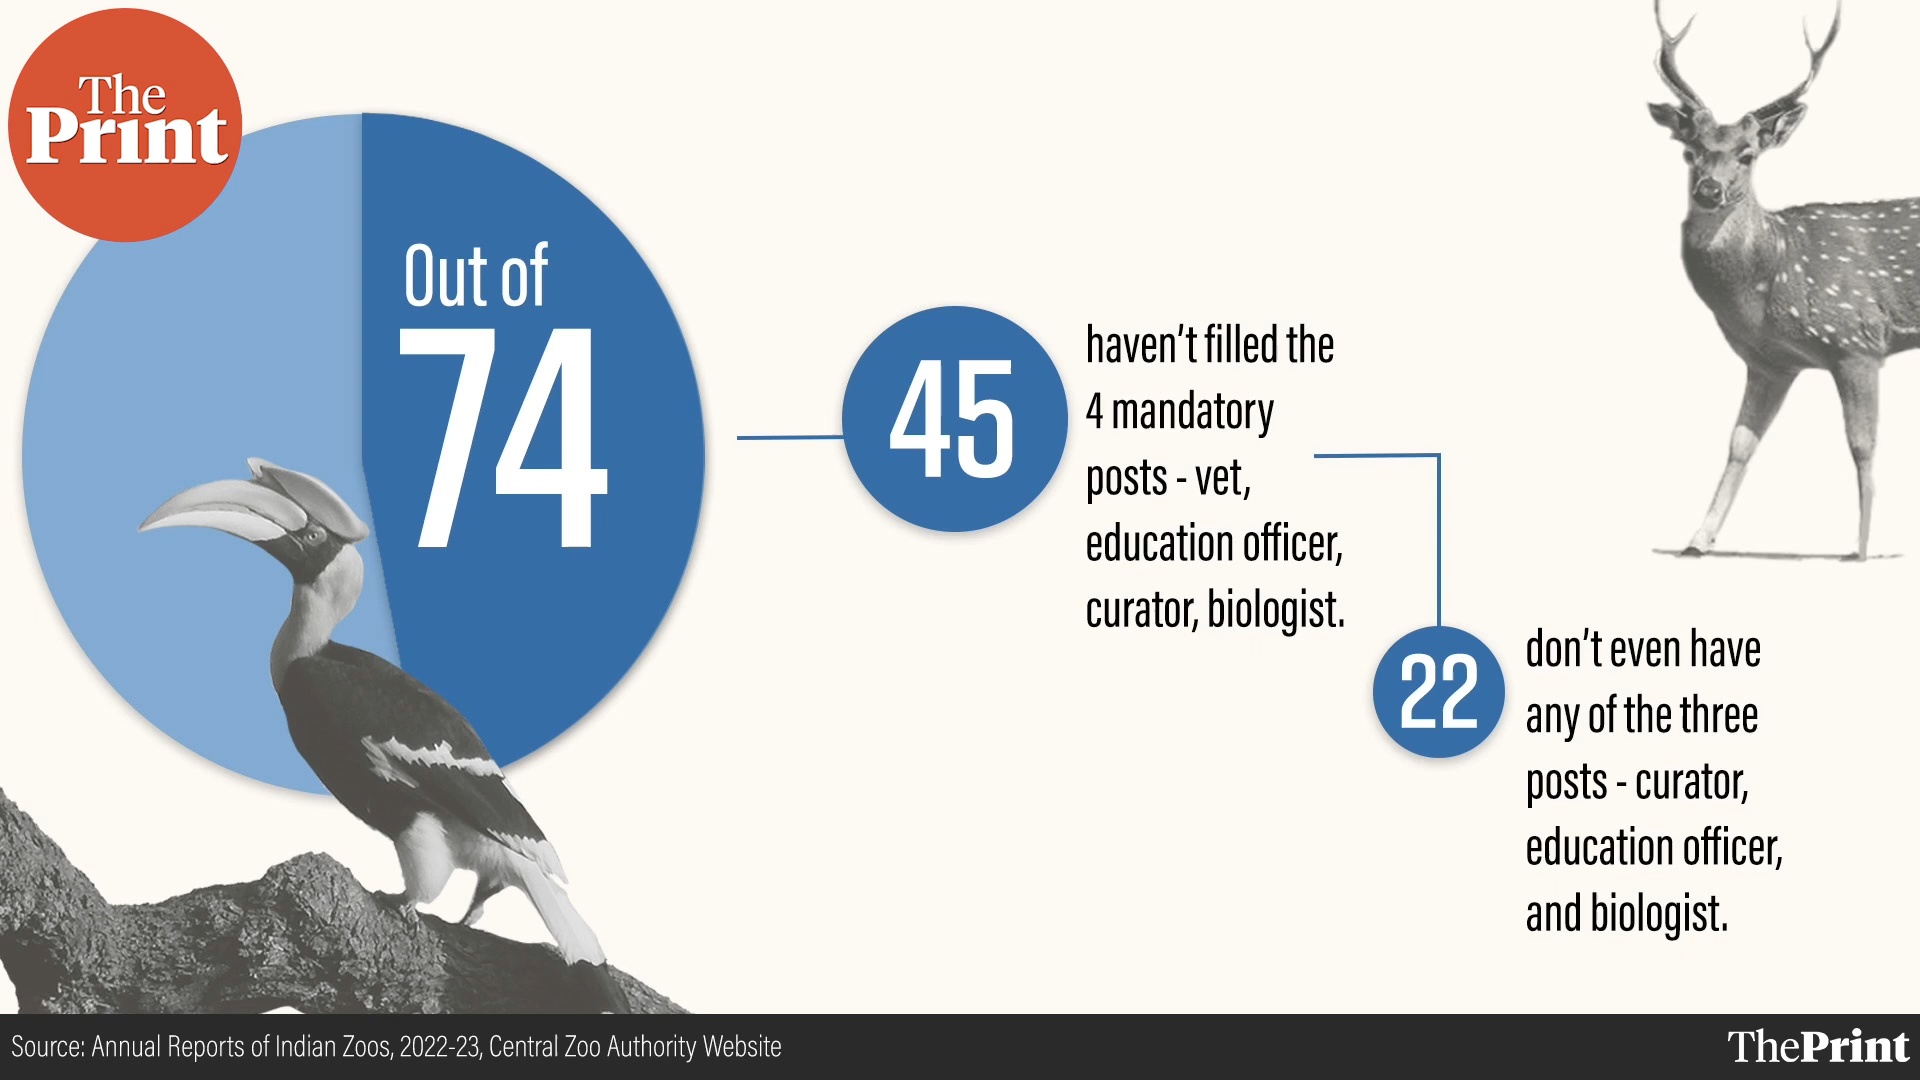 The
Print
Out of
74
45
haven't filled the
4 mandatory
posts - vet,
education officer,
curator, biologist.
22
don't even have
any of the three
posts - curator,
education officer,
and biologist.
Source: Annual Reports of Indian Zoos, 2022-23, Central Zoo Authority Website
ThePrint